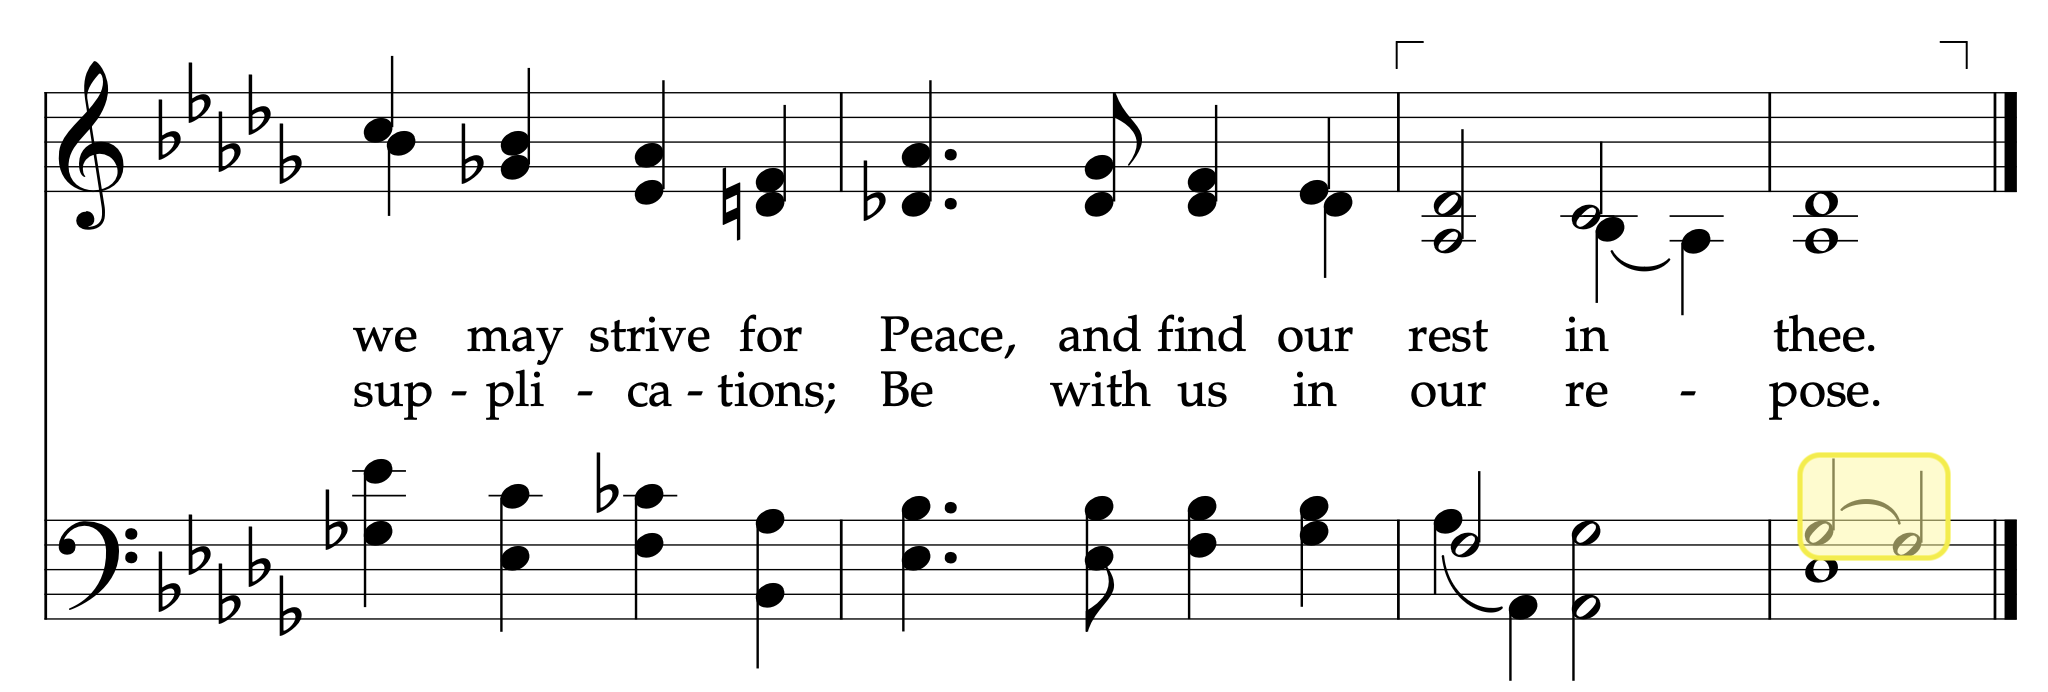 we may strive for Peace, and find our rest in thee.
sup - pli - ca - tions; Be with us in our re - pose.